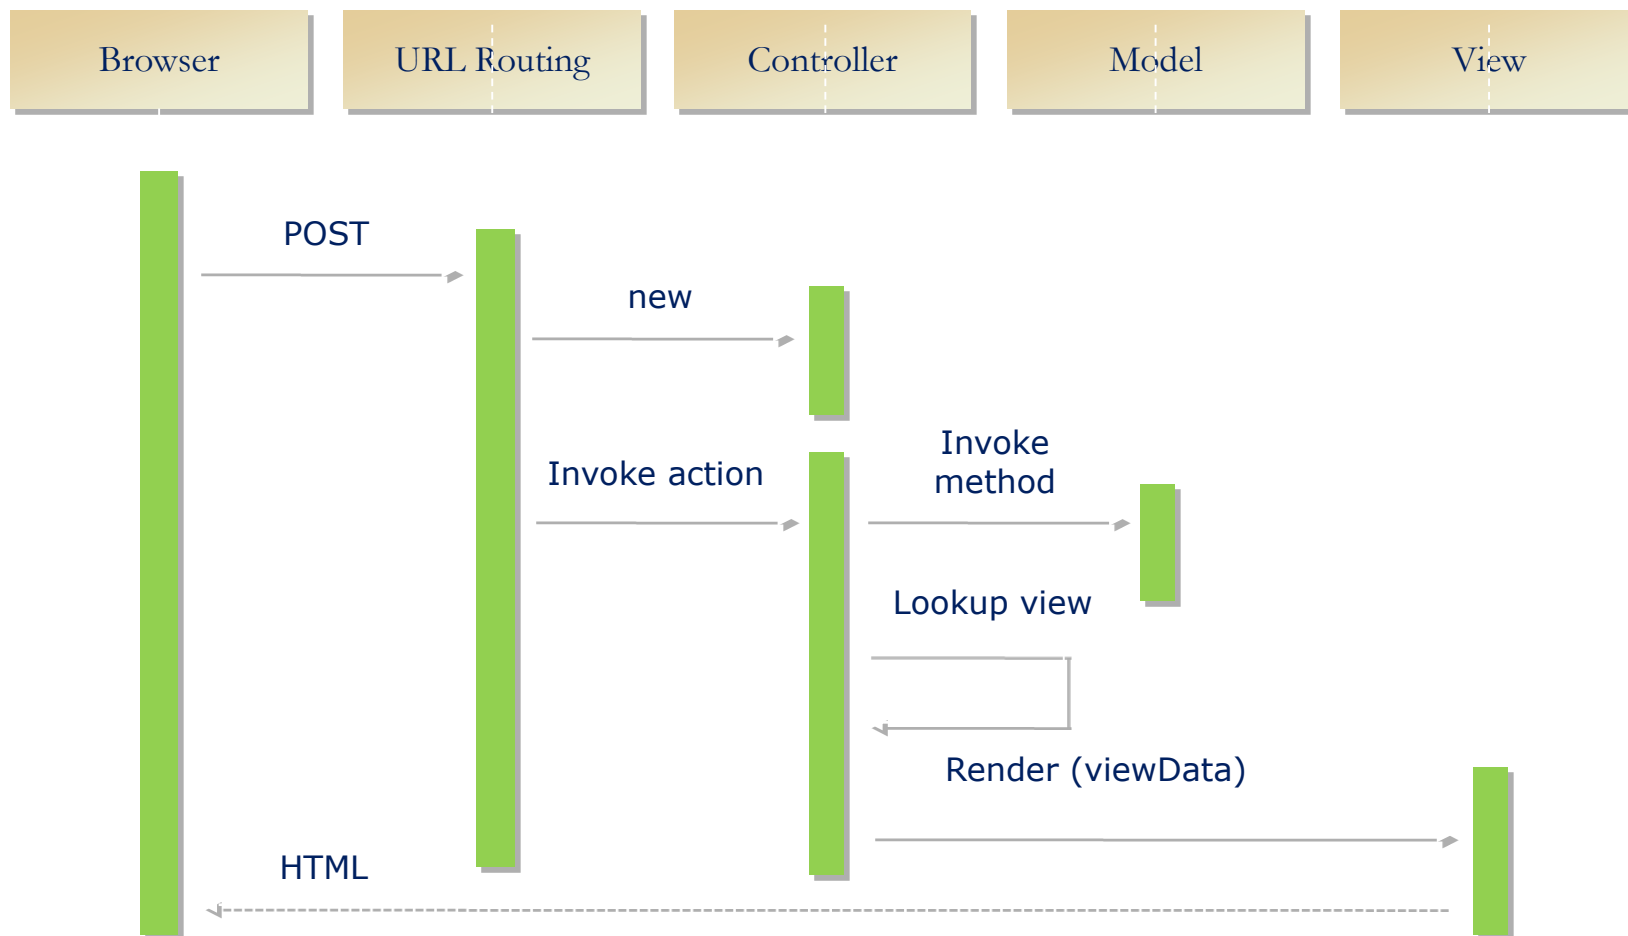 Browser
URL Routing
Controller
Model
View
POST
new
Invoke
method
Invoke action
Lookup view
Render (viewData)
HTML